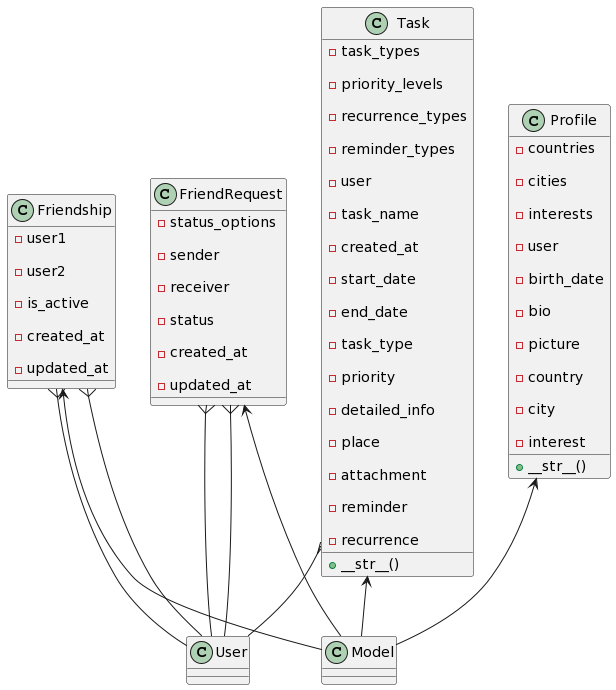 C Task
task_types
priority_levels
recurrence_types
reminder_types
user
task_name
created_at
start_date
end_date
task_type
priority
detailed_info
place
attachment
reminder
recurrence
__str__()
C Profile
countries
cities
interests
user
birth_date
bio
picture
country
city
interest
__str__()
C FriendRequest
status_options
sender
receiver
status
created_at
updated_at
C Friendship
user1
user2
is_active
created_at
updated_at
C User
C Model